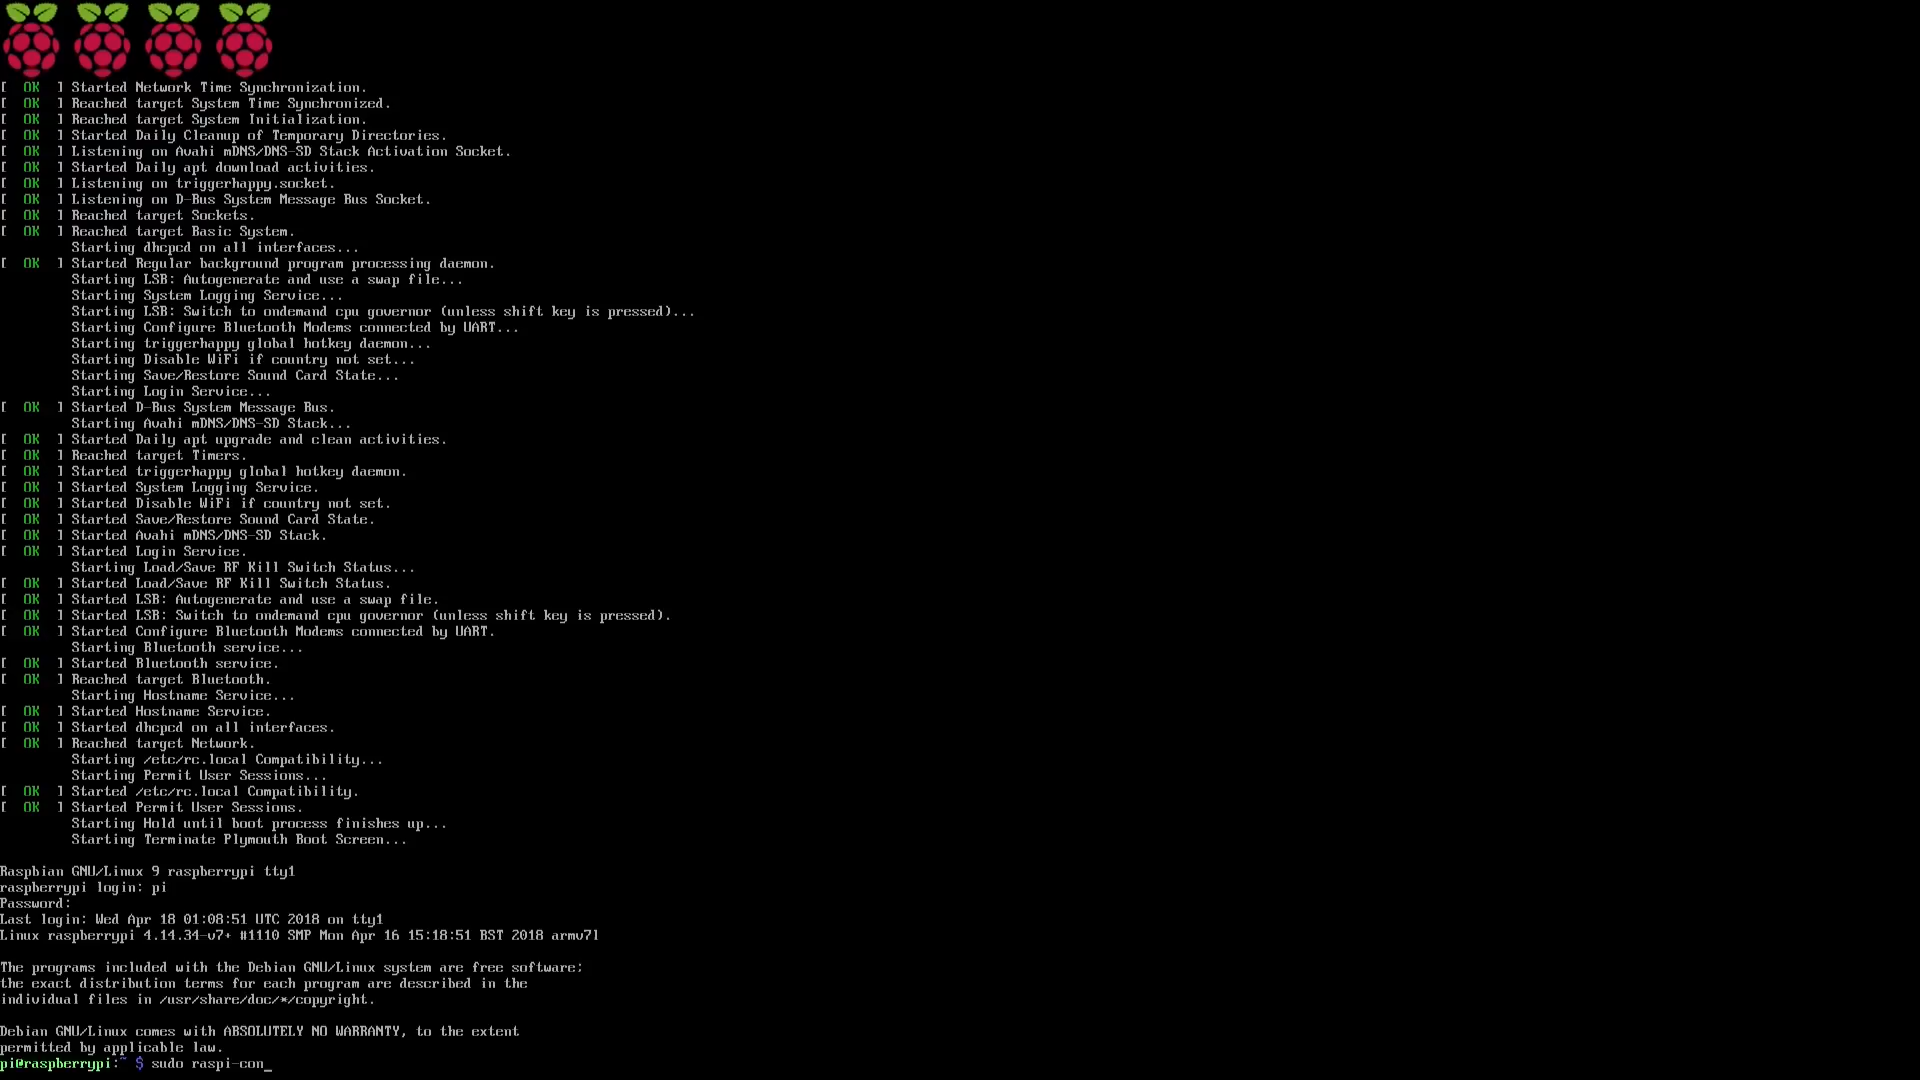 [  OK  ] Started Network Time Synchronization.
[  OK  ] Reached target System Time Synchronized.
[  OK  ] Reached target System Initialization.
[  OK  ] Started Daily Cleanup of Temporary Directories.
[  OK  ] Listening on Avahi mDNS/DNS-SD Stack Activation Socket.
[  OK  ] Started Daily apt download activities.
[  OK  ] Listening on triggerhappy.socket.
[  OK  ] Listening on D-Bus System Message Bus Socket.
[  OK  ] Reached target Sockets.
[  OK  ] Reached target Basic System.
Starting dhcpcd on all interfaces...
[  OK  ] Started Regular background program processing daemon.
Starting LSB: Autogenerate and use a swap file...
Starting System Logging Service...
Starting LSB: Switch to ondemand cpu governor (unless shift key is pressed)...
Starting Configure Bluetooth Modems connected by UART...
Starting triggerhappy global hotkey daemon...
Starting Disable WiFi if country not set...
Starting Save/Restore Sound Card State...
Starting Login Service...
[  OK  ] Started D-Bus System Message Bus.
Starting Avahi mDNS/DNS-SD Stack...
[  OK  ] Started Daily apt upgrade and clean activities.
[  OK  ] Reached target Timers.
[  OK  ] Started triggerhappy global hotkey daemon.
[  OK  ] Started System Logging Service.
[  OK  ] Started Disable WiFi if country not set.
[  OK  ] Started Save/Restore Sound Card State.
[  OK  ] Started Avahi mDNS/DNS-SD Stack.
[  OK  ] Started Login Service.
Starting Load/Save RF Kill Switch Status...
[  OK  ] Started Load/Save RF Kill Switch Status.
[  OK  ] Started LSB: Autogenerate and use a swap file.
[  OK  ] Started LSB: Switch to ondemand cpu governor (unless shift key is pressed).
[  OK  ] Started Configure Bluetooth Modems connected by UART.
Starting Bluetooth service...
[  OK  ] Started Bluetooth service.
[  OK  ] Reached target Bluetooth.
Starting Hostname Service...
[  OK  ] Started Hostname Service.
[  OK  ] Started dhcpcd on all interfaces.
[  OK  ] Reached target Network.
Starting /etc/rc.local Compatibility...
Starting Permit User Sessions...
[  OK  ] Started /etc/rc.local Compatibility.
[  OK  ] Started Permit User Sessions.
Starting Hold until boot process finishes up...
Starting Terminate Plymouth Boot Screen...
Raspbian GNU/Linux 9 raspberrypi tty1
raspberrypi login: pi
Password:
Last login: Wed Apr 18 01:08:51 UTC 2018 on tty1
Linux raspberrypi 4.14.34-v7+ #1110 SMP Mon Apr 16 15:18:51 BST 2018 armv7l
The programs included with the Debian GNU/Linux system are free software;
the exact distribution terms for each program are described in the
individual files in /usr/share/doc/*/copyright.
Debian GNU/Linux comes with ABSOLUTELY NO WARRANTY, to the extent
permitted by applicable law.
pi@raspberrypi:~ $ sudo raspi-con_